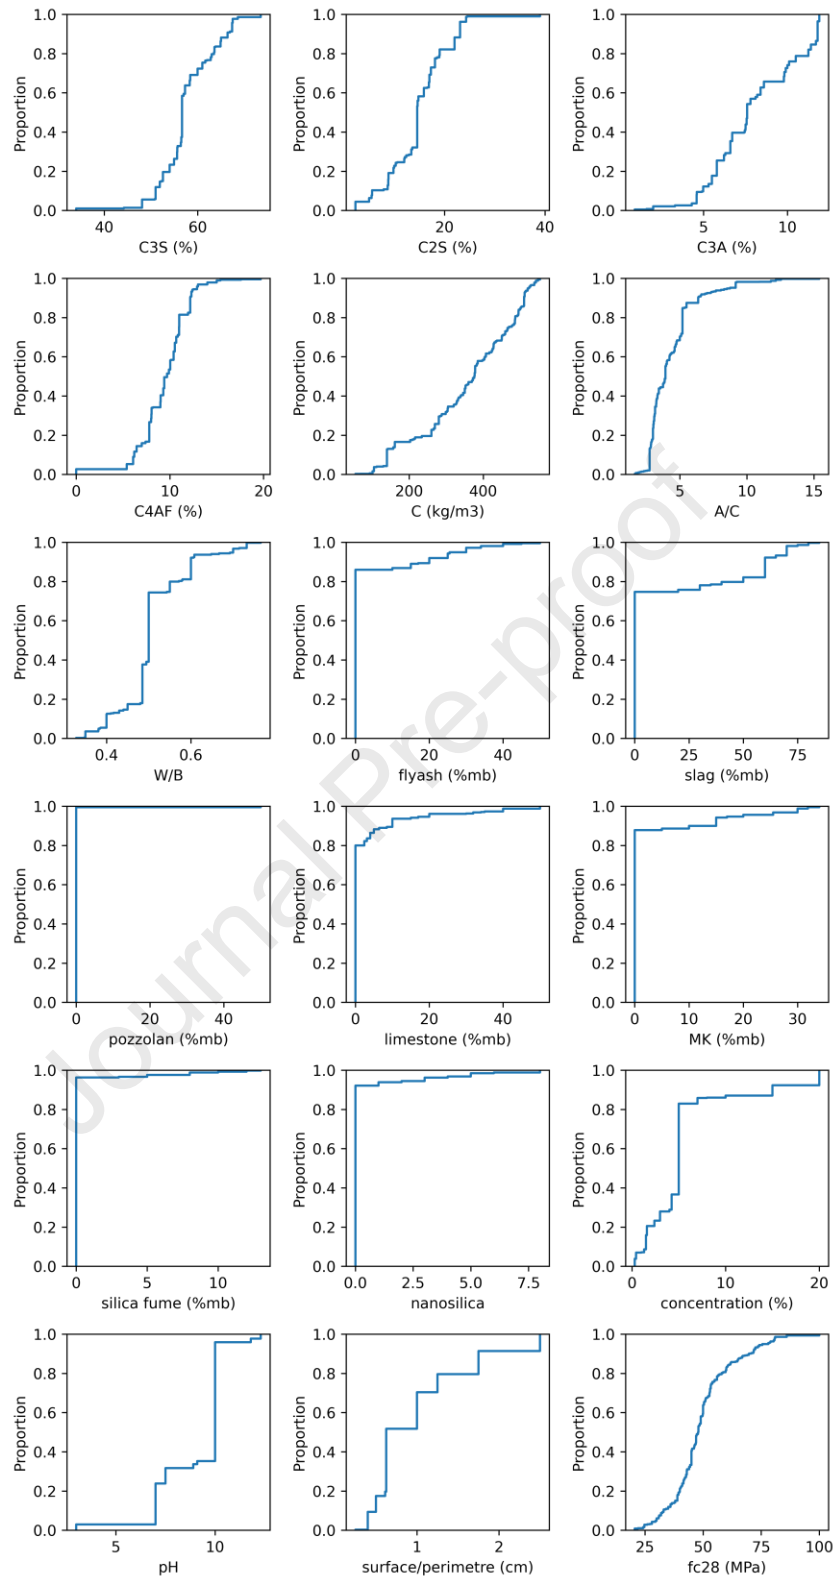 1.0 1.0 1.0
0.8 0.8 0.8
0.6 0.6 0.6
0.4 0.4 0.4
0.2 0.2 0.2
0.0 0.0 0.0
Proportion Proportion Proportion
40 60 0 20 40 5 10
C3S (%) C2S (%) C3A (%)
1.0 1.0 1.0
0.8 0.8 0.8
0.6 0.6 0.6
0.4 0.4 0.4
0.2 0.2 0.2
0.0 0.0 0.0
Proportion Proportion Proportion
0 10 20 200 400 5 10 15
C4AF (%) C (kg/m3) A/C
1.0 1.0 1.0
0.8 0.8 0.8
0.6 0.6 0.6
0.4 0.4 0.4
0.2 0.2 0.2
0.0 0.0 0.0
Proportion Proportion Proportion
0.4 0.6 0 20 40 0 25 50 75
W/B flyash (%mb) slag (%mb)
1.0 1.0 1.0
0.8 0.8 0.8
0.6 0.6 0.6
0.4 0.4 0.4
0.2 0.2 0.2
0.0 0.0 0.0
Proportion Proportion Proportion
0 20 40 0 20 40 0 10 20 30
pozzolan (%mb) limestone (%mb) MK (%mb)
1.0 1.0 1.0
0.8 0.8 0.8
0.6 0.6 0.6
0.4 0.4 0.4
0.2 0.2 0.2
0.0 0.0 0.0
Proportion Proportion Proportion
0 5 10 0.0 2.5 5.0 7.5 0 10 20
silica fume (%mb) nanosilica concentration (%)
1.0 1.0 1.0
0.8 0.8 0.8
0.6 0.6 0.6
0.4 0.4 0.4
0.2 0.2 0.2
0.0 0.0 0.0
Proportion Proportion Proportion
5 10 1 2 25 50 75 100
pH surface/perimetre (cm) fc28 (MPa)
Journal Pre-proof